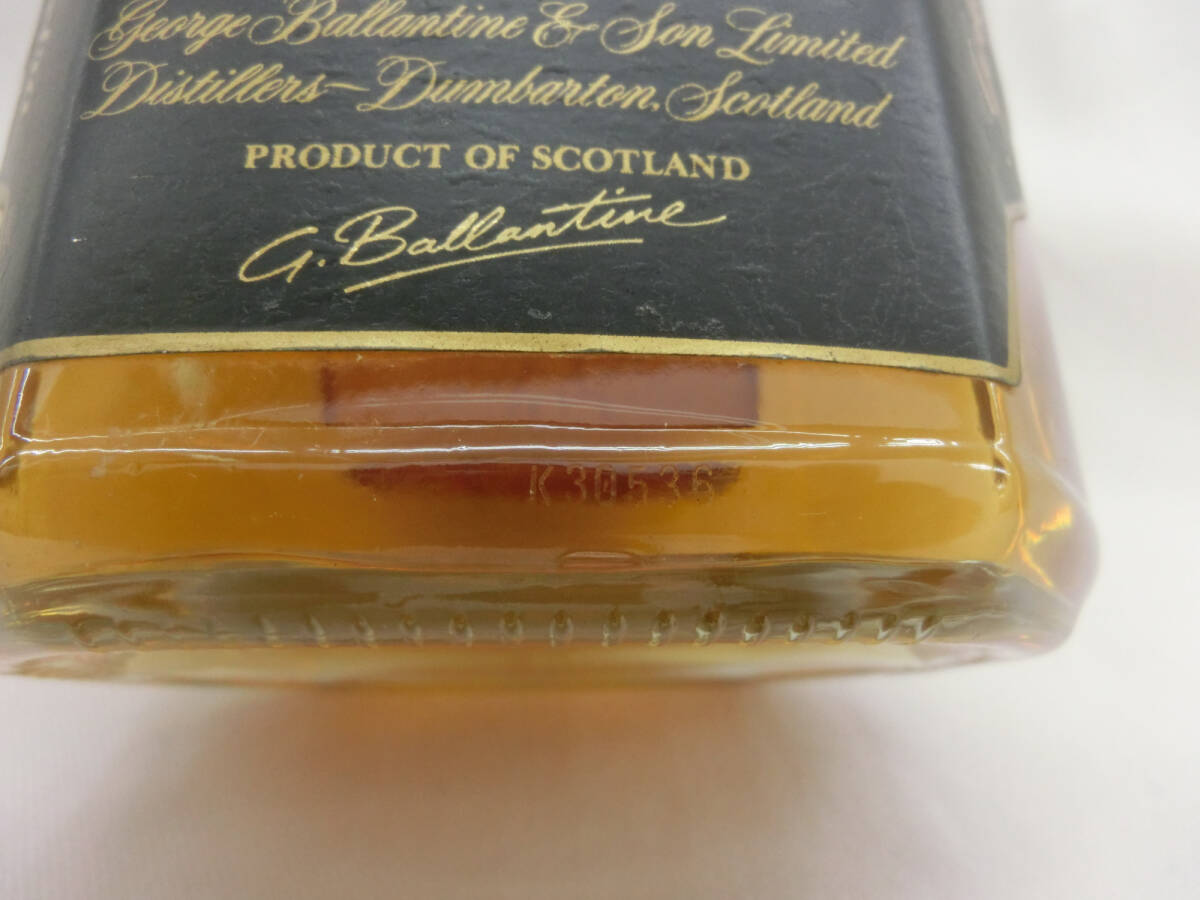 George Ballantine & Son Limited
Distillers—Dumbarton, Scotland
PRODUCT OF SCOTLAND
G. Ballantine
K30536